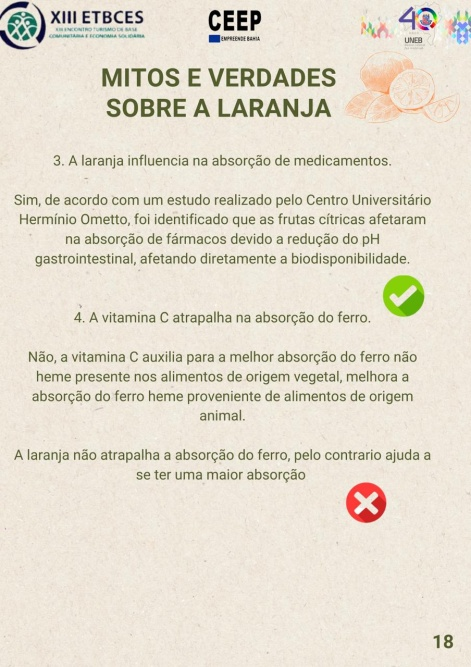 XIII ETBCES
XIII ENCONTRO TURISMO DE BASE
COMUNITÁRIA E ECONOMIA SOLIDÁRIA
CEEP
EMPREENDE BAHIA
40
UNEB
MITOS E VERDADES
SOBRE A LARANJA
3. A laranja influencia na absorção de medicamentos.
Sim, de acordo com um estudo realizado pelo Centro Universitário
Hermínio Ometto, foi identificado que as frutas cítricas afetaram
na absorção de fármacos devido a redução do pH
gastrointestinal, afetando diretamente a biodisponibilidade.
4. A vitamina C atrapalha na absorção do ferro.
Não, a vitamina C auxilia para a melhor absorção do ferro não
heme presente nos alimentos de origem vegetal, melhora a
absorção do ferro heme proveniente de alimentos de origem
animal.
A laranja não atrapalha a absorção do ferro, pelo contrario ajuda a
se ter uma maior absorção
18